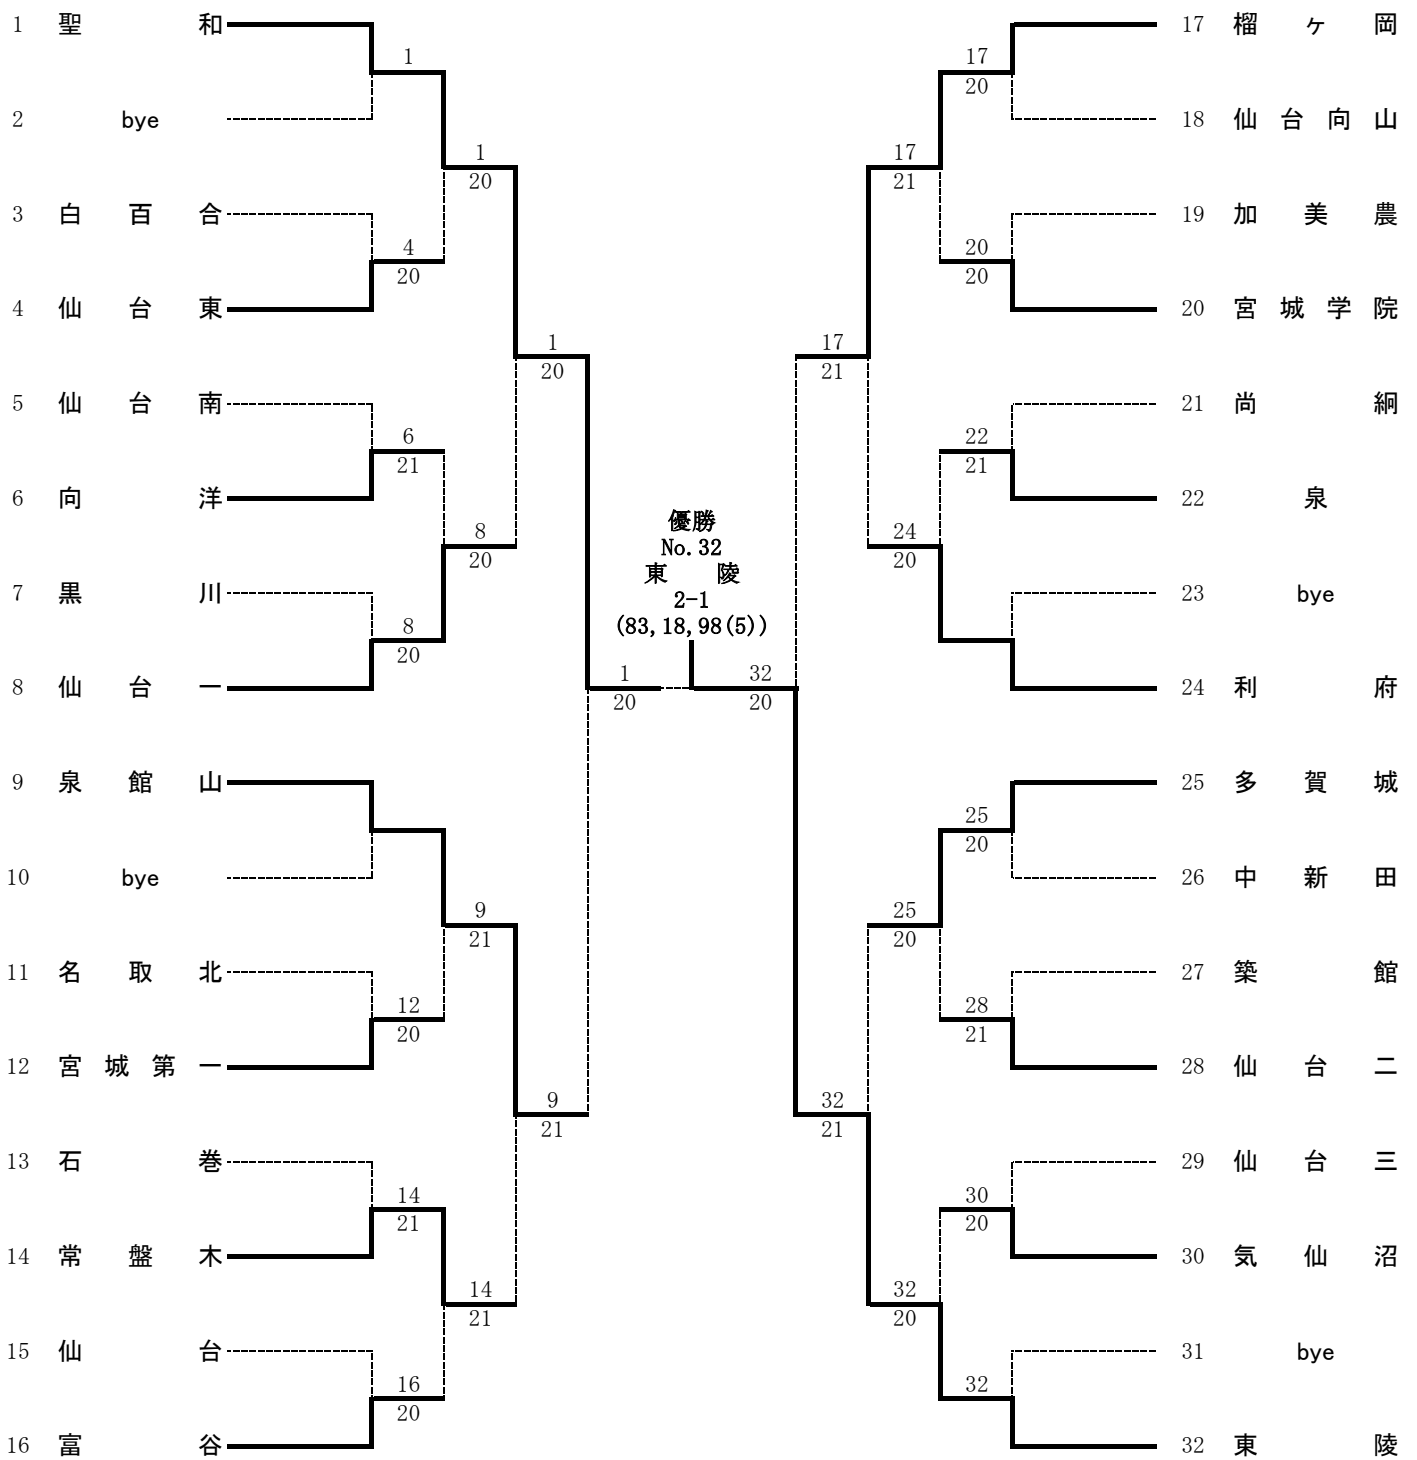 1 聖和
1
2 bye
1
20
3 白百合
4
20
4 仙台東
1
20
5 仙台南
6
21
6 向洋
8
20
7 黒川
8
20
8 仙台一
1
20
9 泉館山
10 bye
9
21
11 名取北
12
20
12 宮城第一
9
21
13 石巻
14
21
14 常盤木
14
21
15 仙台
16
20
16 富谷
優勝
No.32
東陵
2-1
(83,18,98(5))
17 榴ヶ岡
17
20
18 仙台向山
17
21
19 加美農
20
20
20 宮城学院
17
21
21 尚絅
22
21
22 泉
24
20
23 bye
24 利府
32
20
25 多賀城
25
20
26 中新田
25
20
27 築館
28
21
28 仙台二
32
21
29 仙台三
30
20
30 気仙沼
32
20
31 bye
32
32 東陵